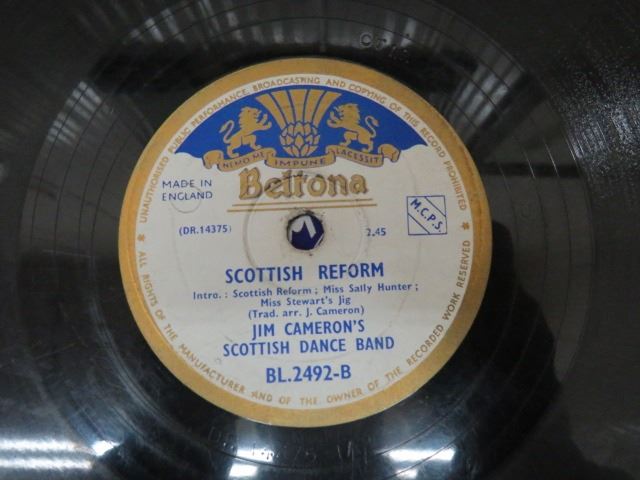 UNAUTHORISED PUBLIC PERFORMANCE, BROADCASTING AND COPYING OF THIS RECORD PROHIBITED
NEMO ME IMPUNE LACESSIT
Beltona
MADE IN
ENGLAND
M.C.P.S
(DR.14375)
2.45
SCOTTISH REFORM
Intro. : Scottish Reform ; Miss Sally Hunter ;
Miss Stewart's Jig
(Trad. arr. J. Cameron)
JIM CAMERON'S
SCOTTISH DANCE BAND
BL.2492-B
ALL RIGHTS OF THE MANUFACTURER AND OF THE OWNER OF THE RECORDED WORK RESERVED